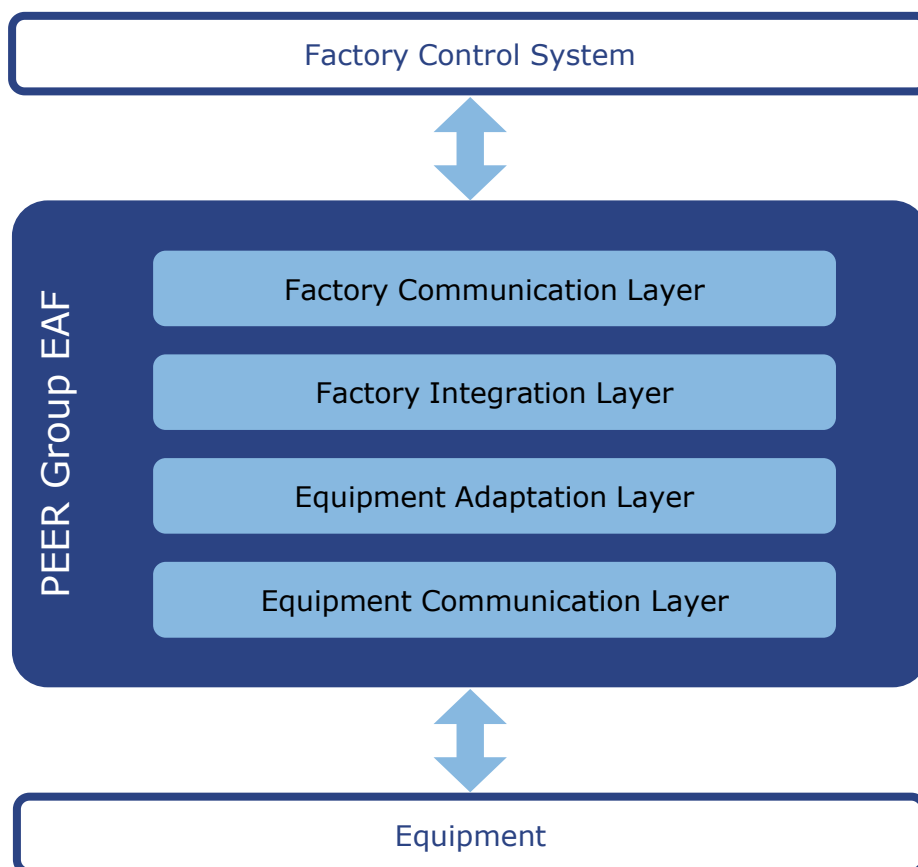 Factory Control System
PEER Group EAF
Factory Communication Layer
Factory Integration Layer
Equipment Adaptation Layer
Equipment Communication Layer
Equipment